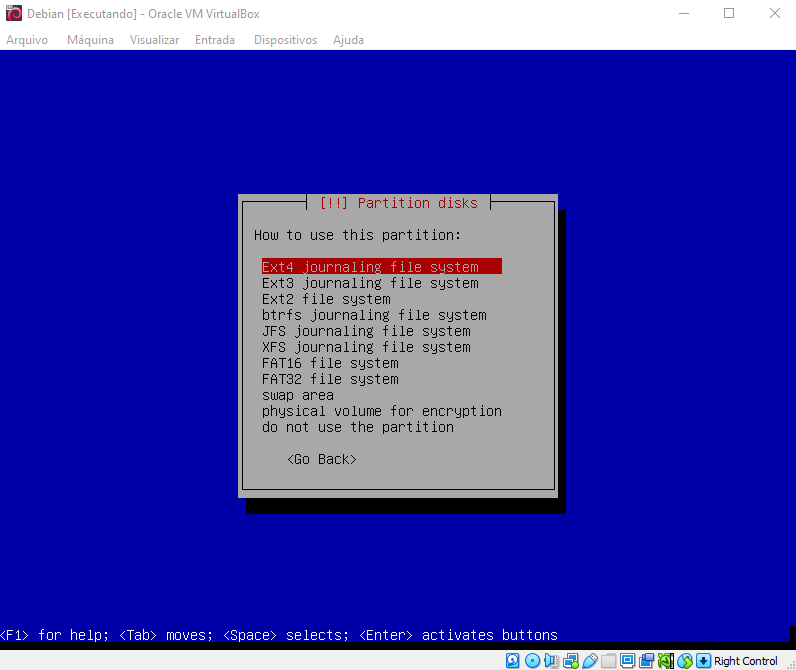 Debian [Executando] - Oracle VM VirtualBox
Arquivo Máquina Visualizar Entrada Dispositivos Ajuda
[!!] Partition disks
How to use this partition:
Ext4 journaling file system
Ext3 journaling file system
Ext2 file system
btrfs journaling file system
JFS journaling file system
XFS journaling file system
FAT16 file system
FAT32 file system
swap area
physical volume for encryption
do not use the partition
<Go Back>
<F1> for help; <Tab> moves; <Space> selects; <Enter> activates buttons
Right Control